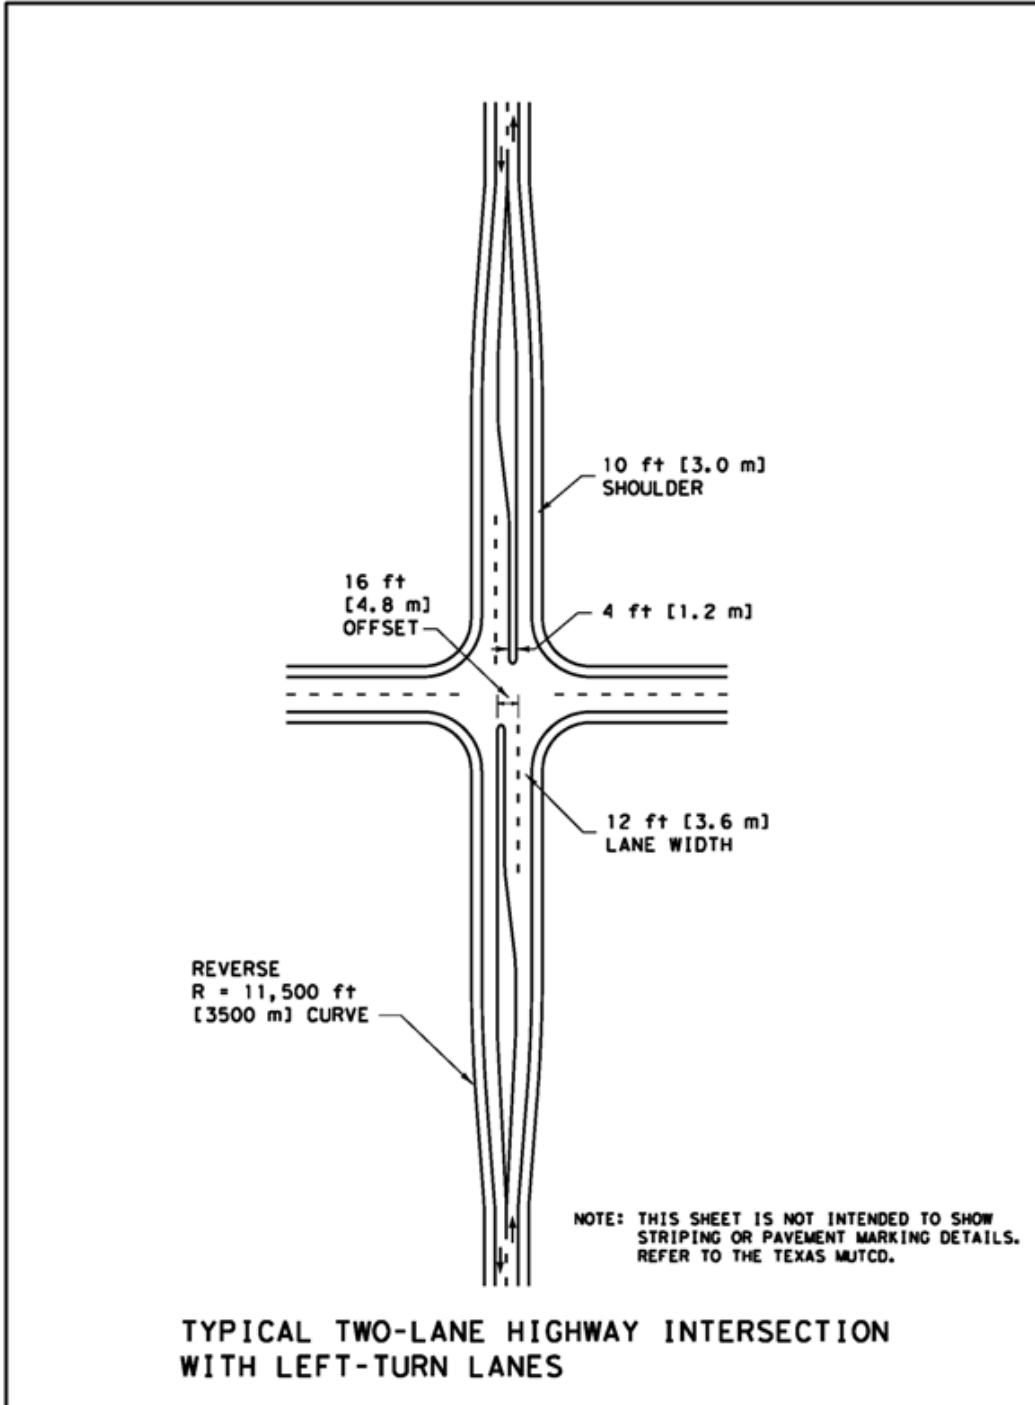 10 ft [3.0 m]
SHOULDER
16 ft
[4.8 m]
OFFSET
4 ft [1.2 m]
12 ft [3.6 m]
LANE WIDTH
REVERSE
R = 11,500 ft
[3500 m] CURVE
NOTE: THIS SHEET IS NOT INTENDED TO SHOW
STRIPING OR PAVEMENT MARKING DETAILS.
REFER TO THE TEXAS MUTCD.
TYPICAL TWO-LANE HIGHWAY INTERSECTION
WITH LEFT-TURN LANES